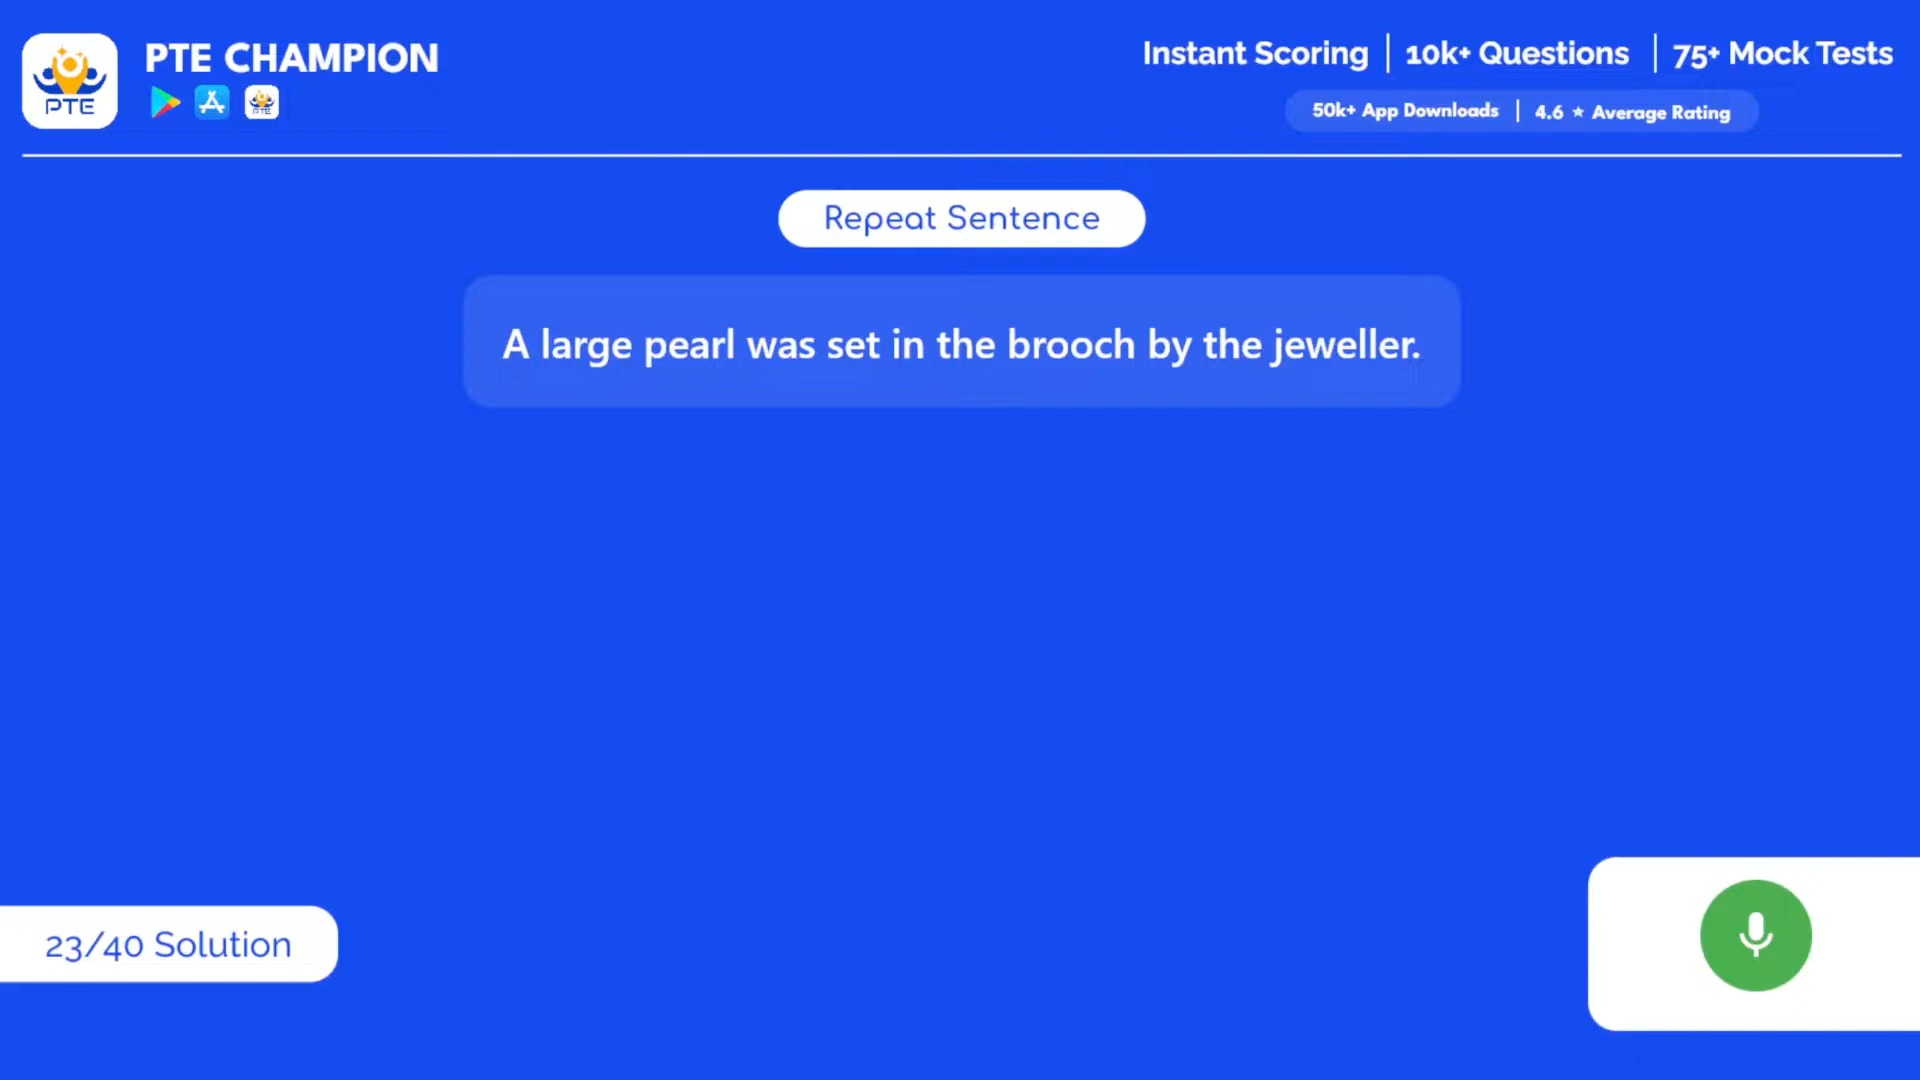 PTE CHAMPION
PTE
PTE
Instant Scoring | 10k+ Questions | 75+ Mock Tests
50k+ App Downloads | 4.6 ★ Average Rating
Repeat Sentence
A large pearl was set in the brooch by the jeweller.
23/40 Solution